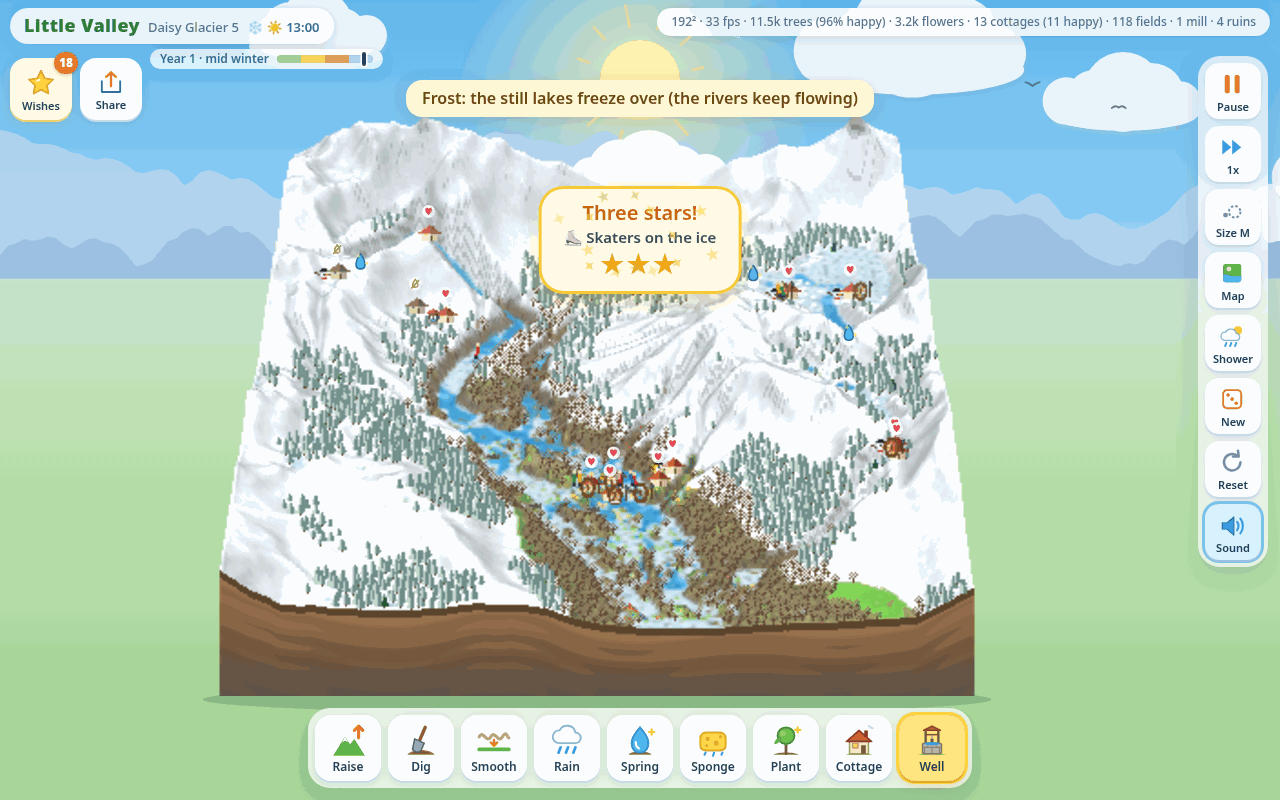 Little Valley Daisy Glacier 5 13:00
192² · 33 fps · 11.5k trees (96% happy) · 3.2k flowers · 13 cottages (11 happy) · 118 fields · 1 mill · 4 ruins
Year 1 · mid winter
18
Wishes
Share
Frost: the still lakes freeze over (the rivers keep flowing)
Three stars!
Skaters on the ice
Pause
1x
Size M
Map
Shower
New
Reset
Sound
Raise
Dig
Smooth
Rain
Spring
Sponge
Plant
Cottage
Well